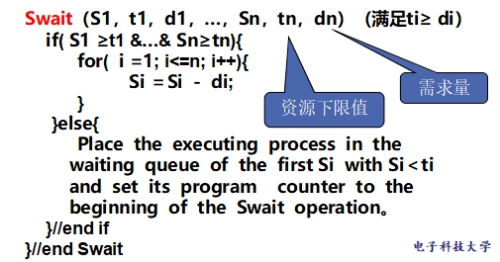 Swait（S1，t1，d1，…，Sn，tn，dn）（满足ti≥ di）
if( S1 ≥t1 &…& Sn≥tn){
for( i =1; i<=n; i++){
Si = Si - di;
}
}else{
Place the executing process in the
waiting queue of the first Si with Si<ti
and set its program counter to the
beginning of the Swait operation。
}//end if
}//end Swait
资源下限值
需求量
电子科技大学